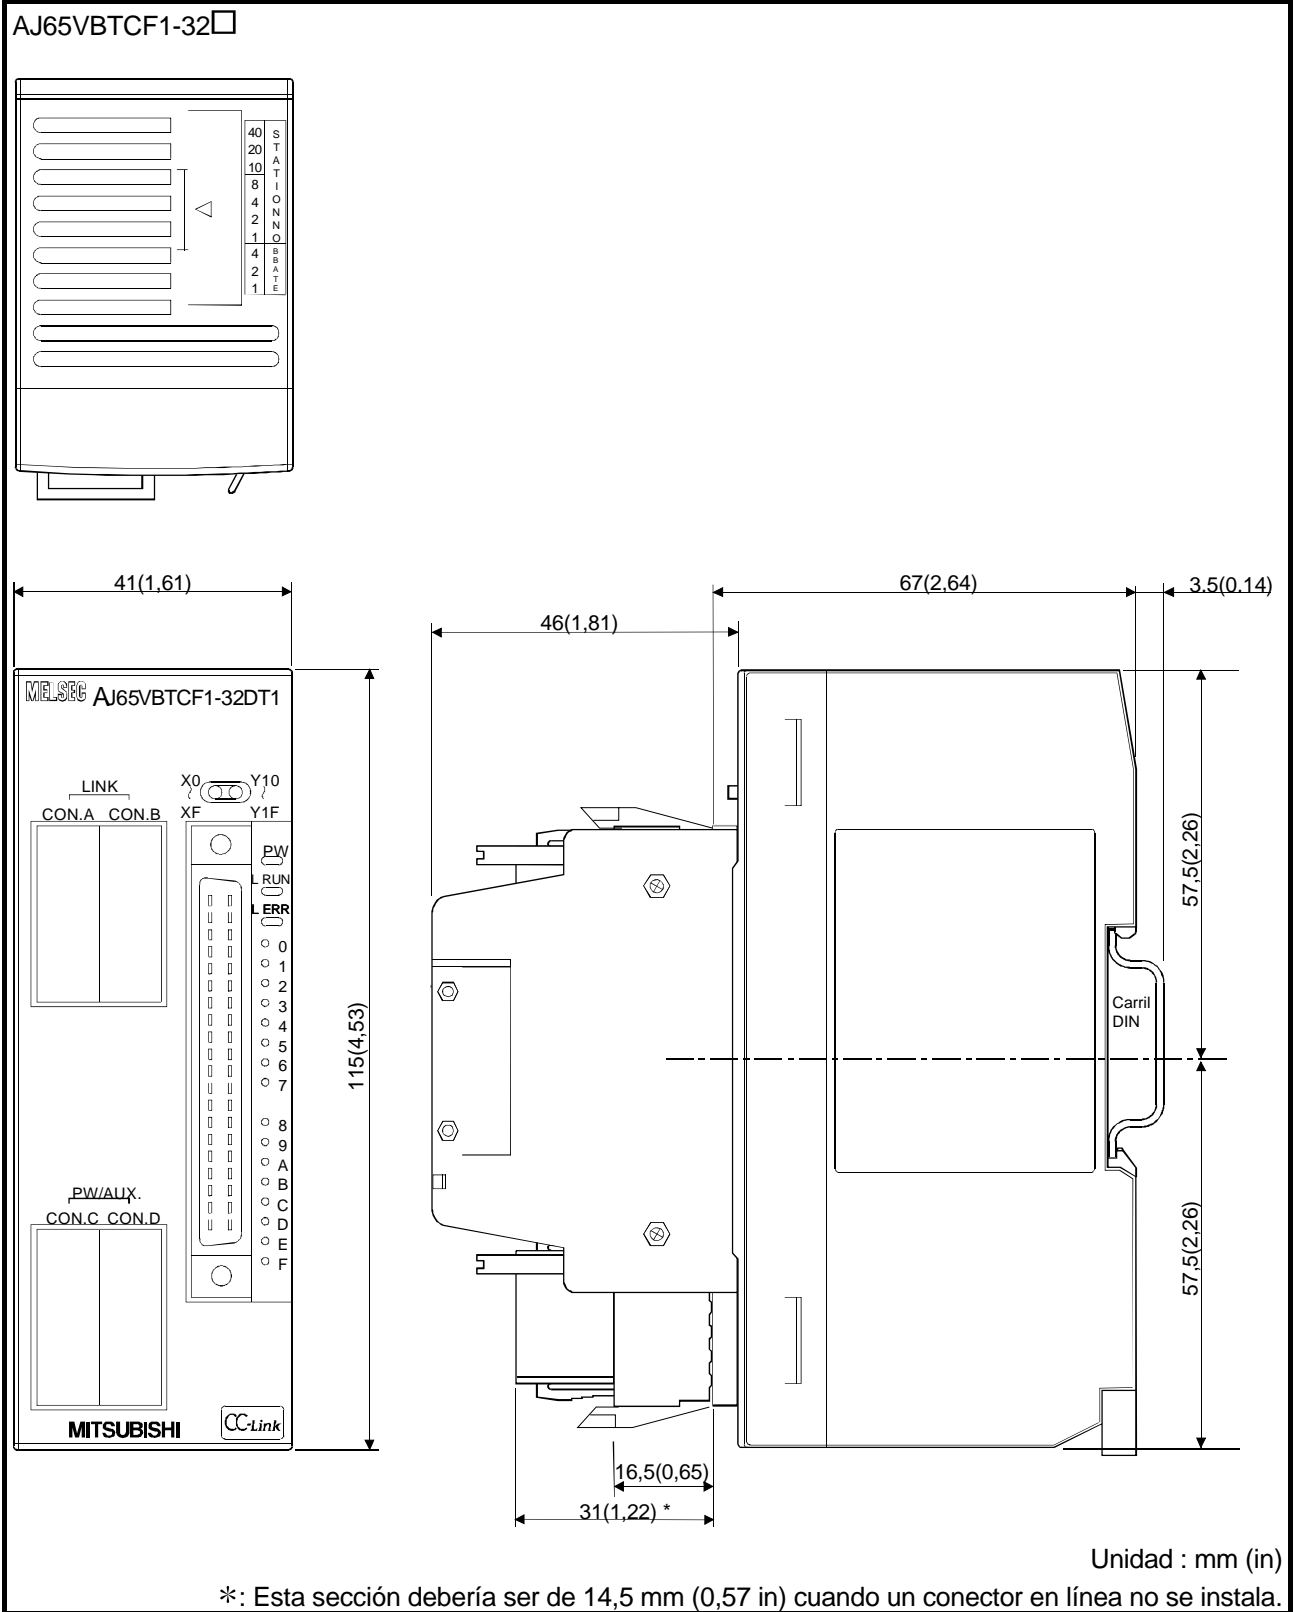 AJ65VBTCF1-32□
40
20
10
8
4
2
1
4
2
1
STATIONNO
BBATE
41(1,61)
67(2,64)
3.5(0.14)
46(1,81)
MELSEC AJ65VBTCF1-32DT1
LINK
CON.A CON.B
X0 Y10
~ ~
XF Y1F
PW
L RUN
L ERR
0
1
2
3
4
5
6
7
8
9
A
B
C
D
E
F
PW/AUX.
CON.C CON.D
MITSUBISHI
CC-Link
115(4,53)
57,5(2,26)
Carril
DIN
57,5(2,26)
16,5(0,65)
31(1,22) *
Unidad : mm (in)
*: Esta sección debería ser de 14,5 mm (0,57 in) cuando un conector en línea no se instala.